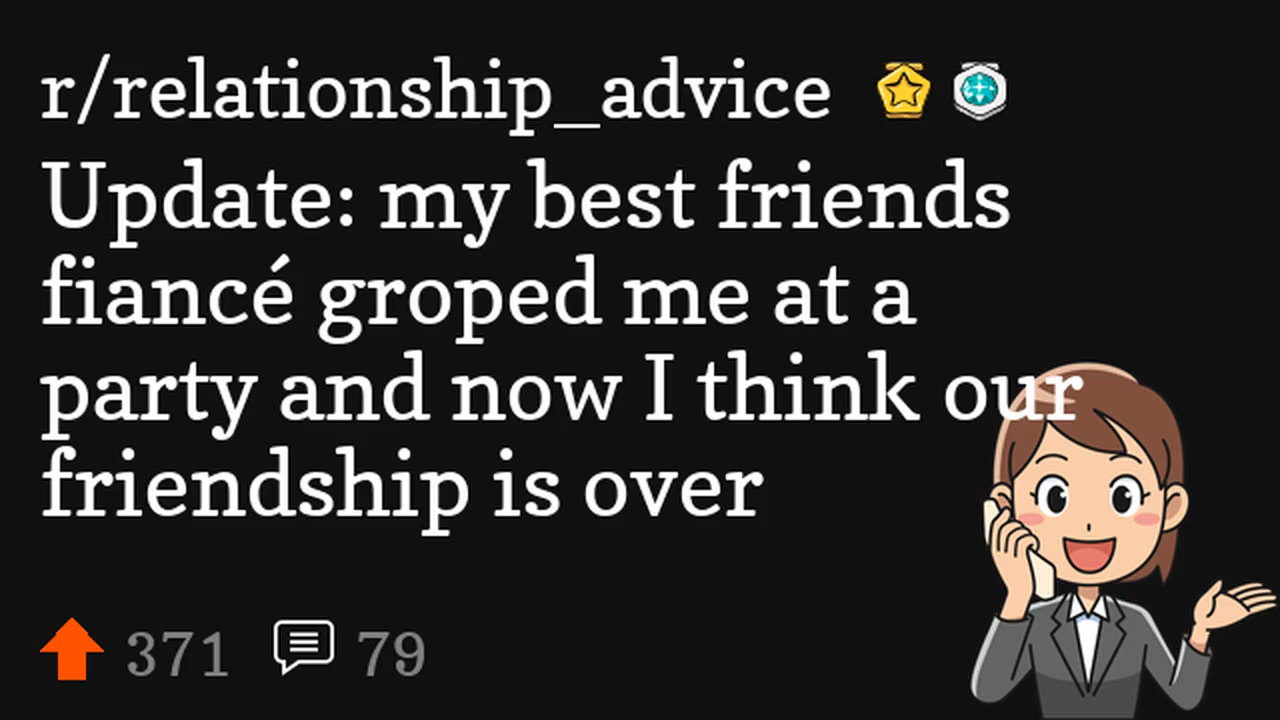 r/relationship_advice
Update: my best friends
fiancé groped me at a
party and now I think our
friendship is over
371 79